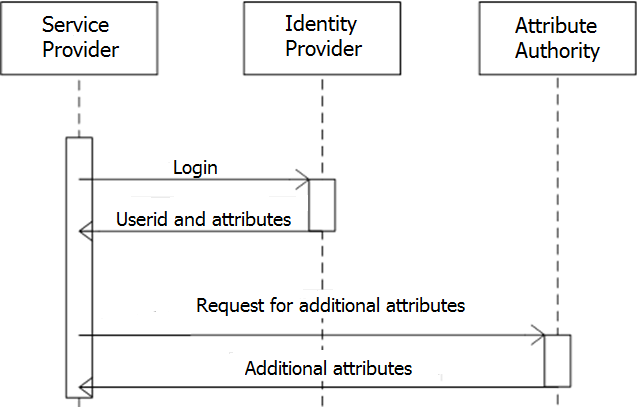 Service
Provider
Identity
Provider
Attribute
Authority
Login
Userid and attributes
Request for additional attributes
Additional attributes